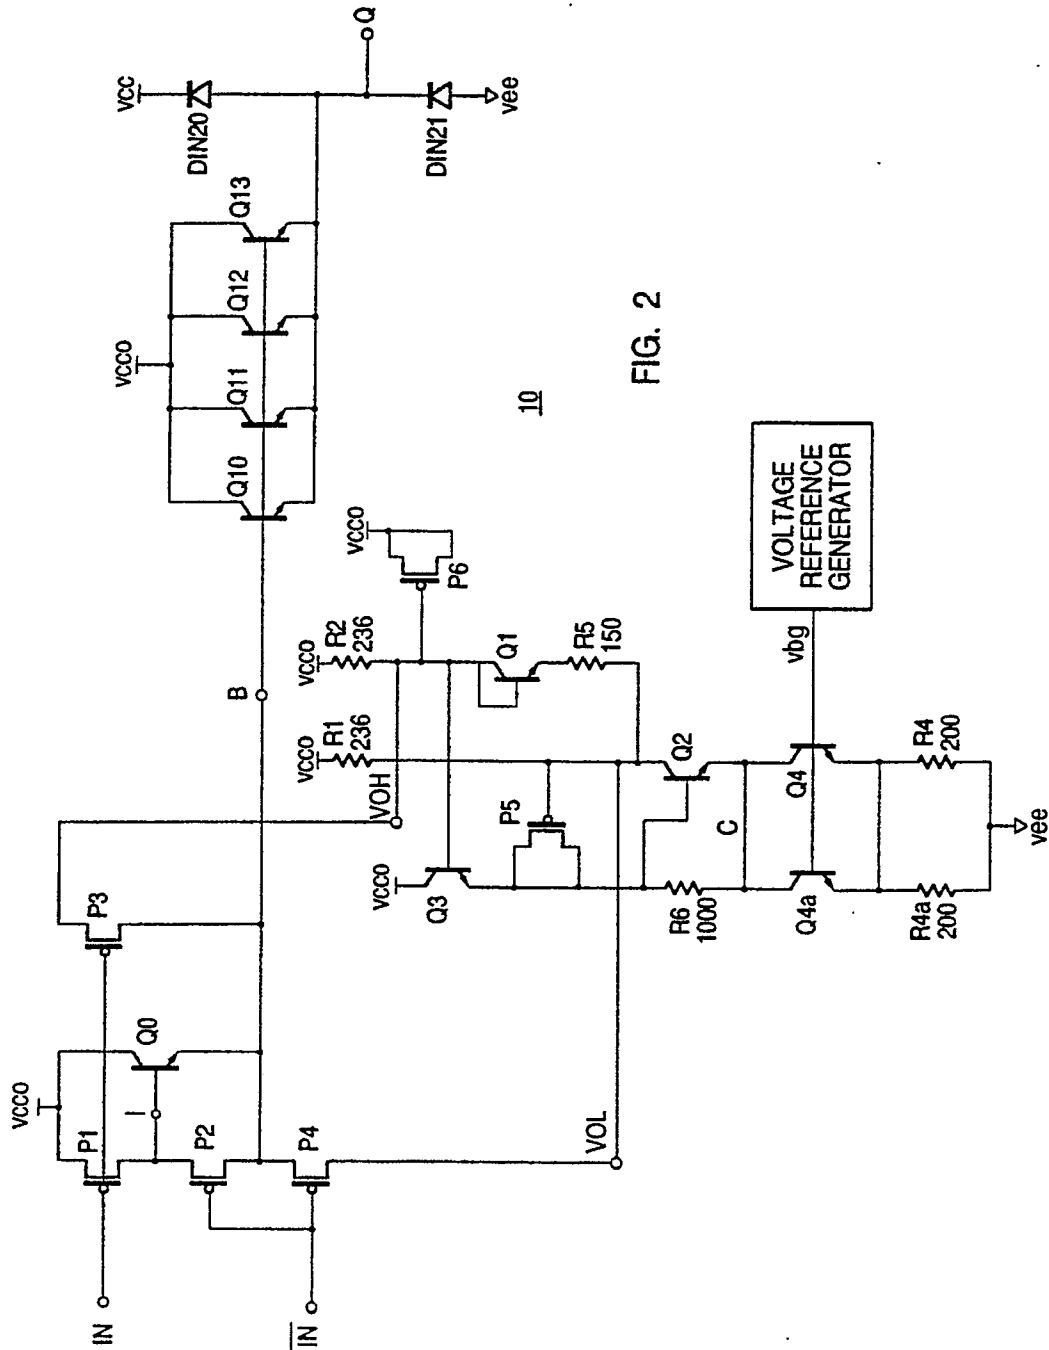 IN
IN
VCCO
P1
P2
P4
I
Q0
P3
VOH
VOL
B
VCCO
Q10
Q11
Q12
Q13
VCC
DIN20
DIN21
vee
Q
VCCO
R1
236
VCCO
R2
236
VCCO
P6
VCCO
Q3
P5
Q1
R5
150
Q2
R6
1000
C
Q4a
Q4
vbg
VOLTAGE
REFERENCE
GENERATOR
R4a
200
R4
200
vee
10
FIG. 2